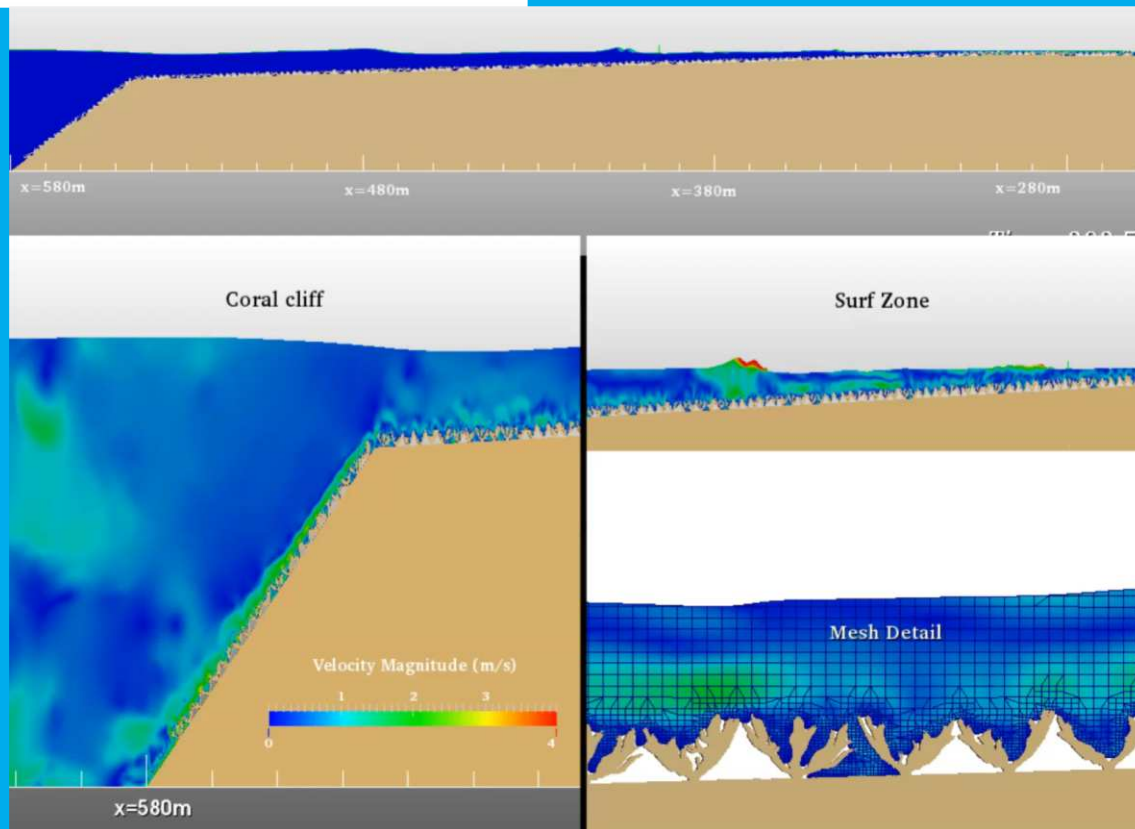 x=580m
x=480m
x=380m
x=280m
Coral cliff
Surf Zone
Mesh Detail
Velocity Magnitude (m/s)
1 2 3
0 4
x=580m